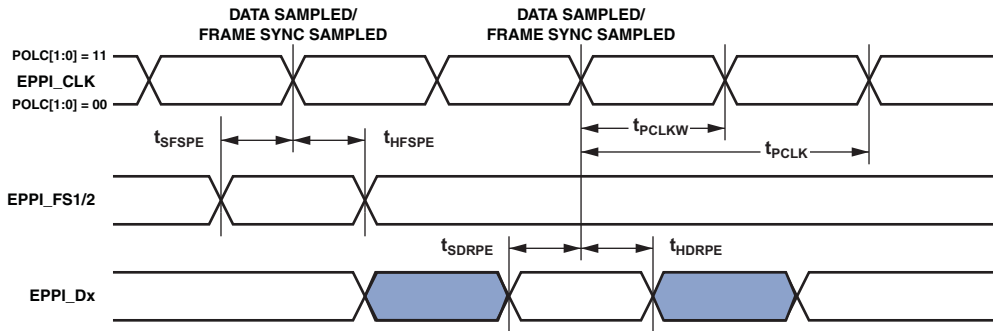 DATA SAMPLED/
FRAME SYNC SAMPLED
DATA SAMPLED/
FRAME SYNC SAMPLED
POLC[1:0] = 11
EPPI_CLK
POLC[1:0] = 00
tSFSPE
tHFSPE
tPCLKW
tPCLK
EPPI_FS1/2
tSDRPE
tHDRPE
EPPI_Dx